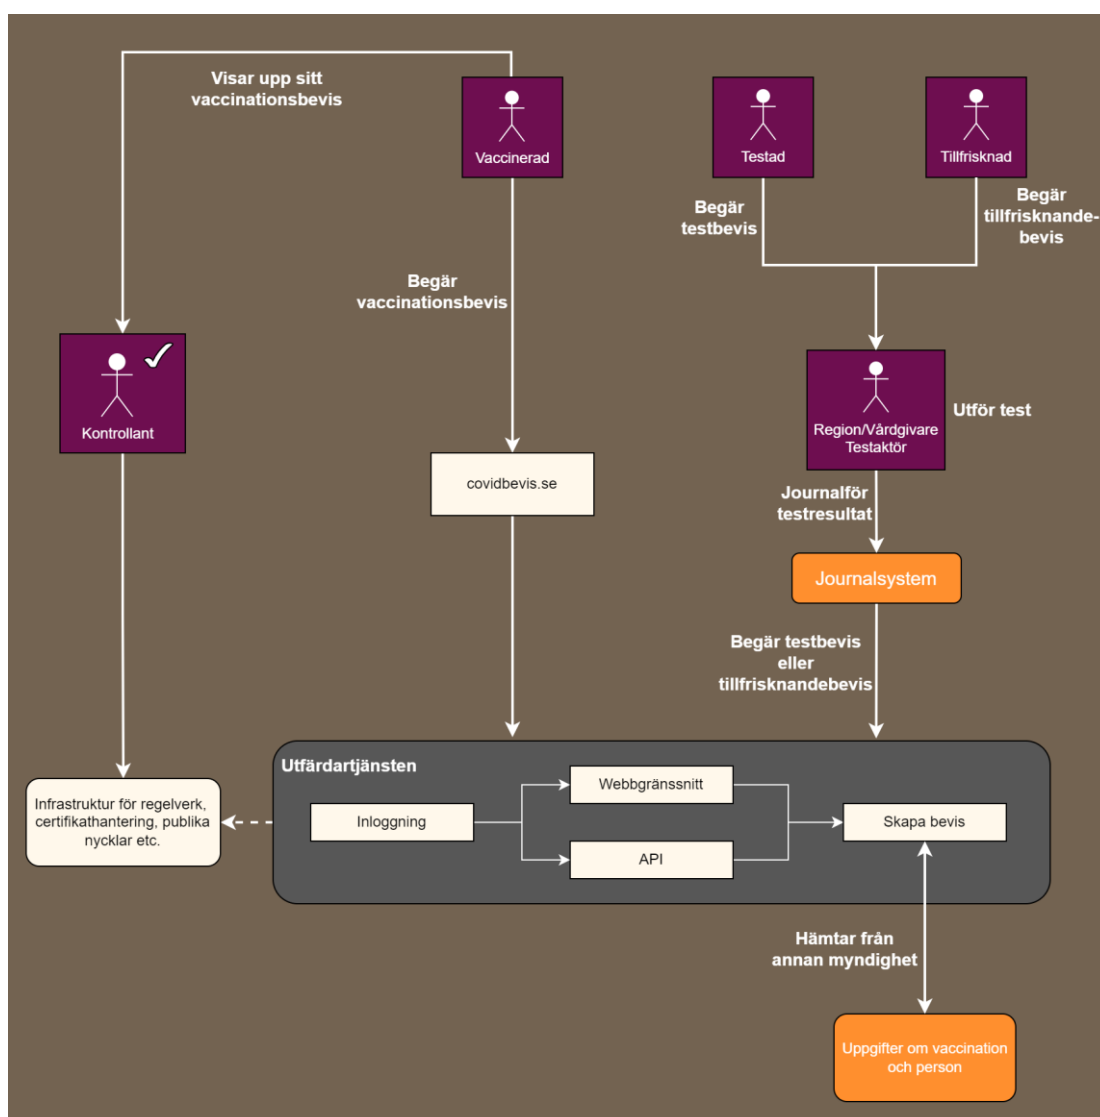 Visar upp sitt
vaccinationsbevis
Vaccinerad
Testad
Tillfrisknad
Begär
testbevis
Begär
tillfrisknande-
bevis
Begär
vaccinationsbevis
Kontrollant
Region/Vårdgivare
Testaktör
Utför test
covidbevis.se
Journalför
testresultat
Journalsystem
Begär testbevis
eller
tillfrisknandebevis
Utfärdartjänsten
Infrastruktur för regelverk,
certifikathantering, publika
nycklar etc.
Inloggning
Webbgränssnitt
API
Skapa bevis
Hämtar från
annan myndighet
Uppgifter om vaccination
och person